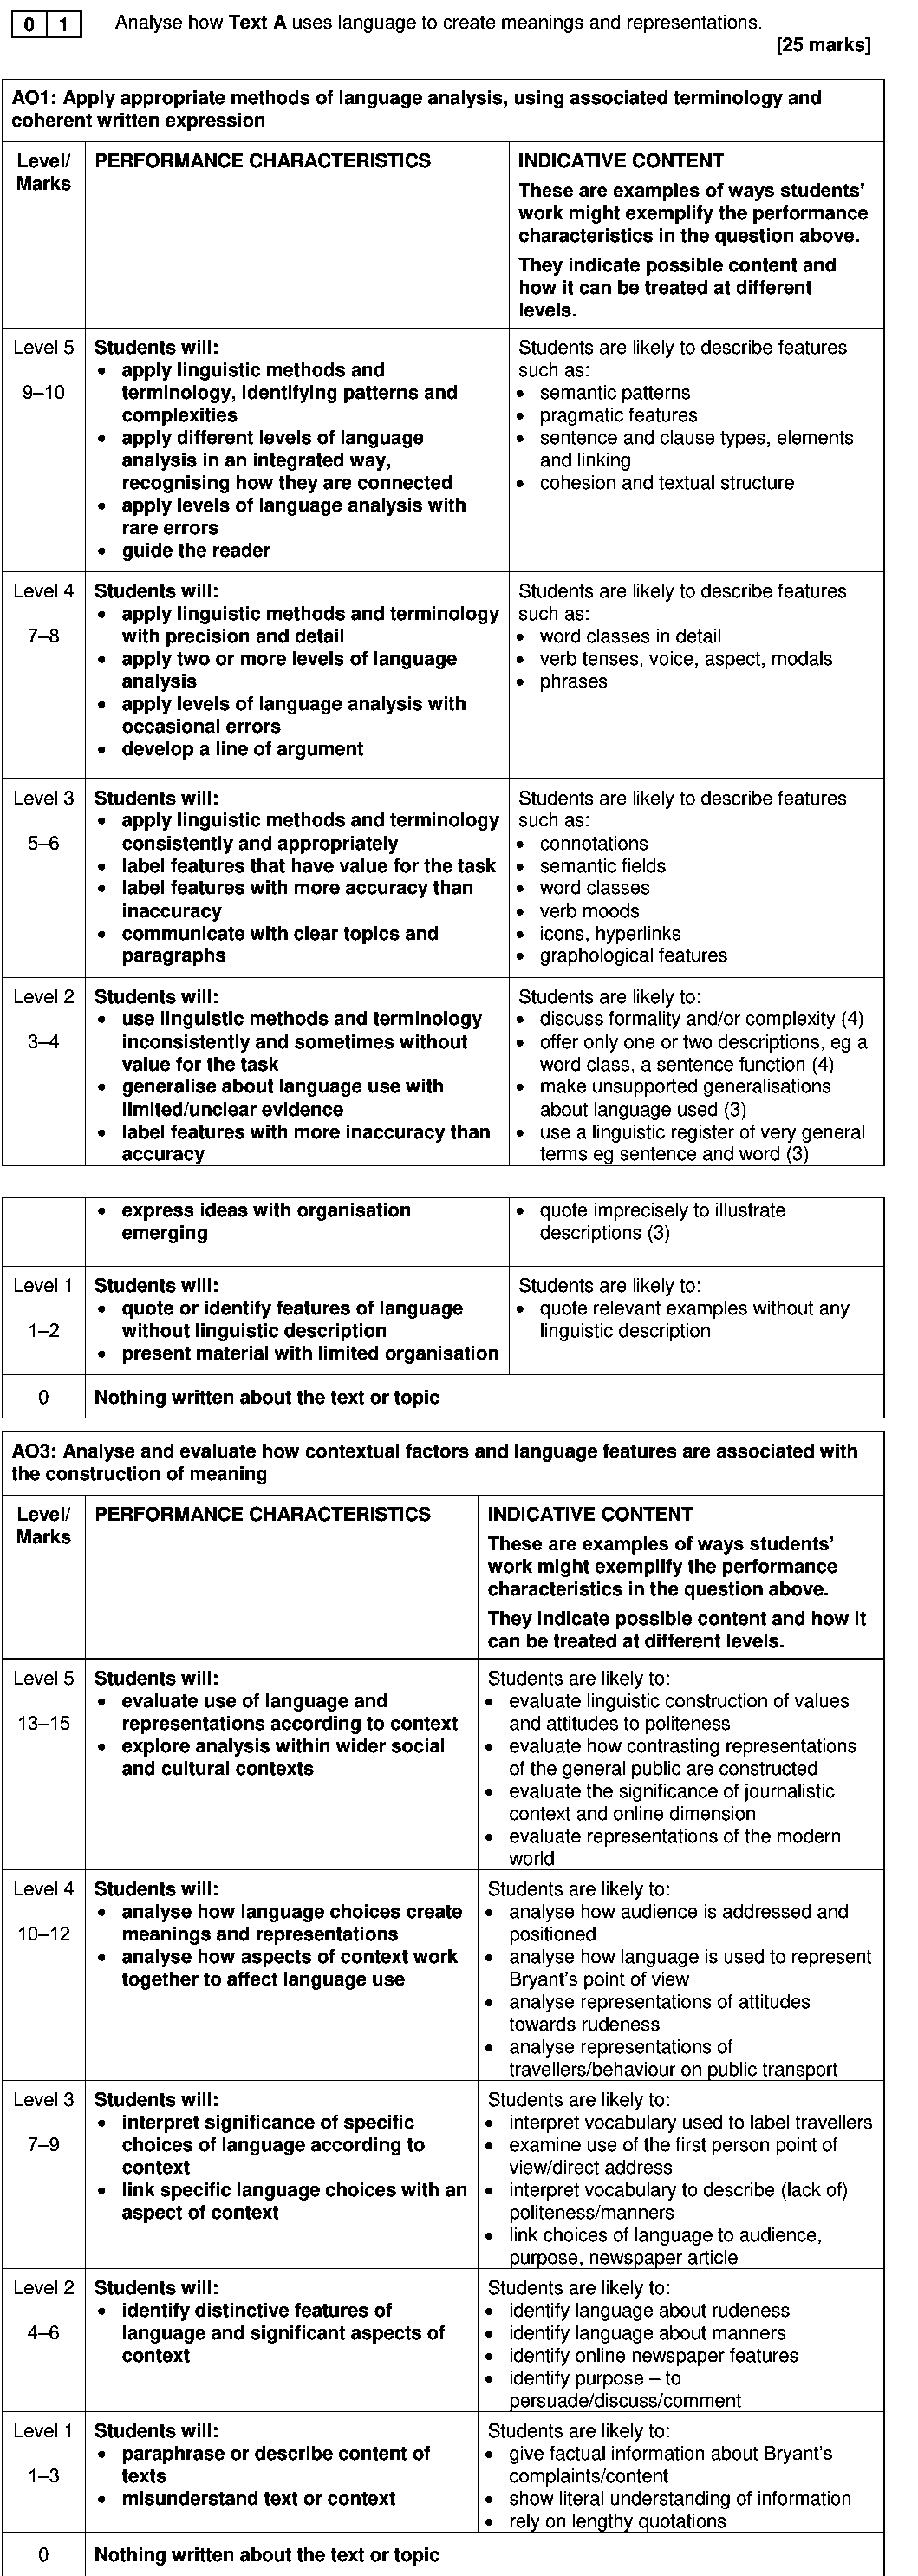 0 1 Analyse how Text A uses language to create meanings and representations.
[25 marks]
AO1: Apply appropriate methods of language analysis, using associated terminology and
coherent written expression
Level/
Marks
PERFORMANCE CHARACTERISTICS
INDICATIVE CONTENT
These are examples of ways students'
work might exemplify the performance
characteristics in the question above.
They indicate possible content and
how it can be treated at different
levels.
Level 5
9–10
Students will:
• apply linguistic methods and
terminology, identifying patterns and
complexities
• apply different levels of language
analysis in an integrated way,
recognising how they are connected
• apply levels of language analysis with
rare errors
• guide the reader
Students are likely to describe features
such as:
• semantic patterns
• pragmatic features
• sentence and clause types, elements
and linking
• cohesion and textual structure
Level 4
7–8
Students will:
• apply linguistic methods and terminology
with precision and detail
• apply two or more levels of language
analysis
• apply levels of language analysis with
occasional errors
• develop a line of argument
Students are likely to describe features
such as:
• word classes in detail
• verb tenses, voice, aspect, modals
• phrases
Level 3
5–6
Students will:
• apply linguistic methods and terminology
consistently and appropriately
• label features that have value for the task
• label features with more accuracy than
inaccuracy
• communicate with clear topics and
paragraphs
Students are likely to describe features
such as:
• connotations
• semantic fields
• word classes
• verb moods
• icons, hyperlinks
• graphological features
Level 2
3–4
Students will:
• use linguistic methods and terminology
inconsistently and sometimes without
value for the task
• generalise about language use with
limited/unclear evidence
• label features with more inaccuracy than
accuracy
Students are likely to:
• discuss formality and/or complexity (4)
• offer only one or two descriptions, eg a
word class, a sentence function (4)
• make unsupported generalisations
about language used (3)
• use a linguistic register of very general
terms eg sentence and word (3)
• express ideas with organisation
emerging
• quote imprecisely to illustrate
descriptions (3)
Level 1
1–2
Students will:
• quote or identify features of language
without linguistic description
• present material with limited organisation
Students are likely to:
• quote relevant examples without any
linguistic description
0
Nothing written about the text or topic
AO3: Analyse and evaluate how contextual factors and language features are associated with
the construction of meaning
Level/
Marks
PERFORMANCE CHARACTERISTICS
INDICATIVE CONTENT
These are examples of ways students'
work might exemplify the performance
characteristics in the question above.
They indicate possible content and how it
can be treated at different levels.
Level 5
13–15
Students will:
• evaluate use of language and
representations according to context
• explore analysis within wider social
and cultural contexts
Students are likely to:
• evaluate linguistic construction of values
and attitudes to politeness
• evaluate how contrasting representations
of the general public are constructed
• evaluate the significance of journalistic
context and online dimension
• evaluate representations of the modern
world
Level 4
10–12
Students will:
• analyse how language choices create
meanings and representations
• analyse how aspects of context work
together to affect language use
Students are likely to:
• analyse how audience is addressed and
positioned
• analyse how language is used to represent
Bryant's point of view
• analyse representations of attitudes
towards rudeness
• analyse representations of
travellers/behaviour on public transport
Level 3
7–9
Students will:
• interpret significance of specific
choices of language according to
context
• link specific language choices with an
aspect of context
Students are likely to:
• interpret vocabulary used to label travellers
• examine use of the first person point of
view/direct address
• interpret vocabulary to describe (lack of)
politeness/manners
• link choices of language to audience,
purpose, newspaper article
Level 2
4–6
Students will:
• identify distinctive features of
language and significant aspects of
context
Students are likely to:
• identify language about rudeness
• identify language about manners
• identify online newspaper features
• identify purpose – to
persuade/discuss/comment
Level 1
1–3
Students will:
• paraphrase or describe content of
texts
• misunderstand text or context
Students are likely to:
• give factual information about Bryant's
complaints/content
• show literal understanding of information
• rely on lengthy quotations
0
Nothing written about the text or topic